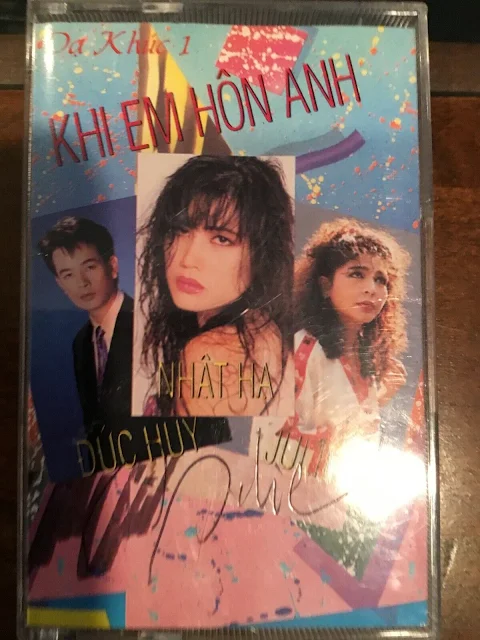 Dạ Khúc 1
KHI EM HÔN ANH
NHẬT HẠ
ĐỨC HUY